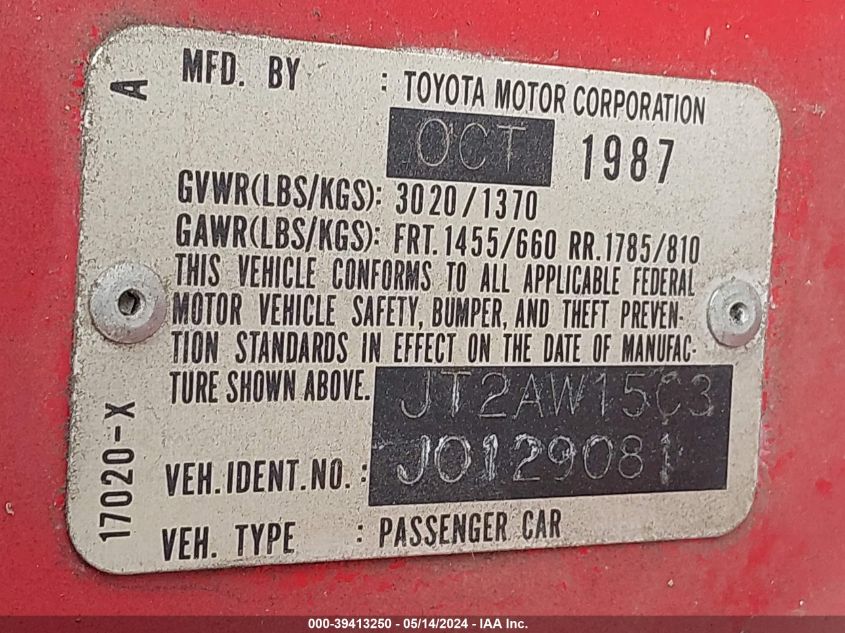 A
MFD. BY : TOYOTA MOTOR CORPORATION
OCT 1987
GVWR(LBS/KGS): 3020/1370
GAWR(LBS/KGS): FRT. 1455/660 RR. 1785/810
THIS VEHICLE CONFORMS TO ALL APPLICABLE FEDERAL
MOTOR VEHICLE SAFETY, BUMPER, AND THEFT PREVEN-
TION STANDARDS IN EFFECT ON THE DATE OF MANUFAC-
TURE SHOWN ABOVE. JT2AW15C3
VEH. IDENT. NO. : J0129081
VEH. TYPE : PASSENGER CAR
17020-X
000-39413250 - 05/14/2024 - IAA Inc.